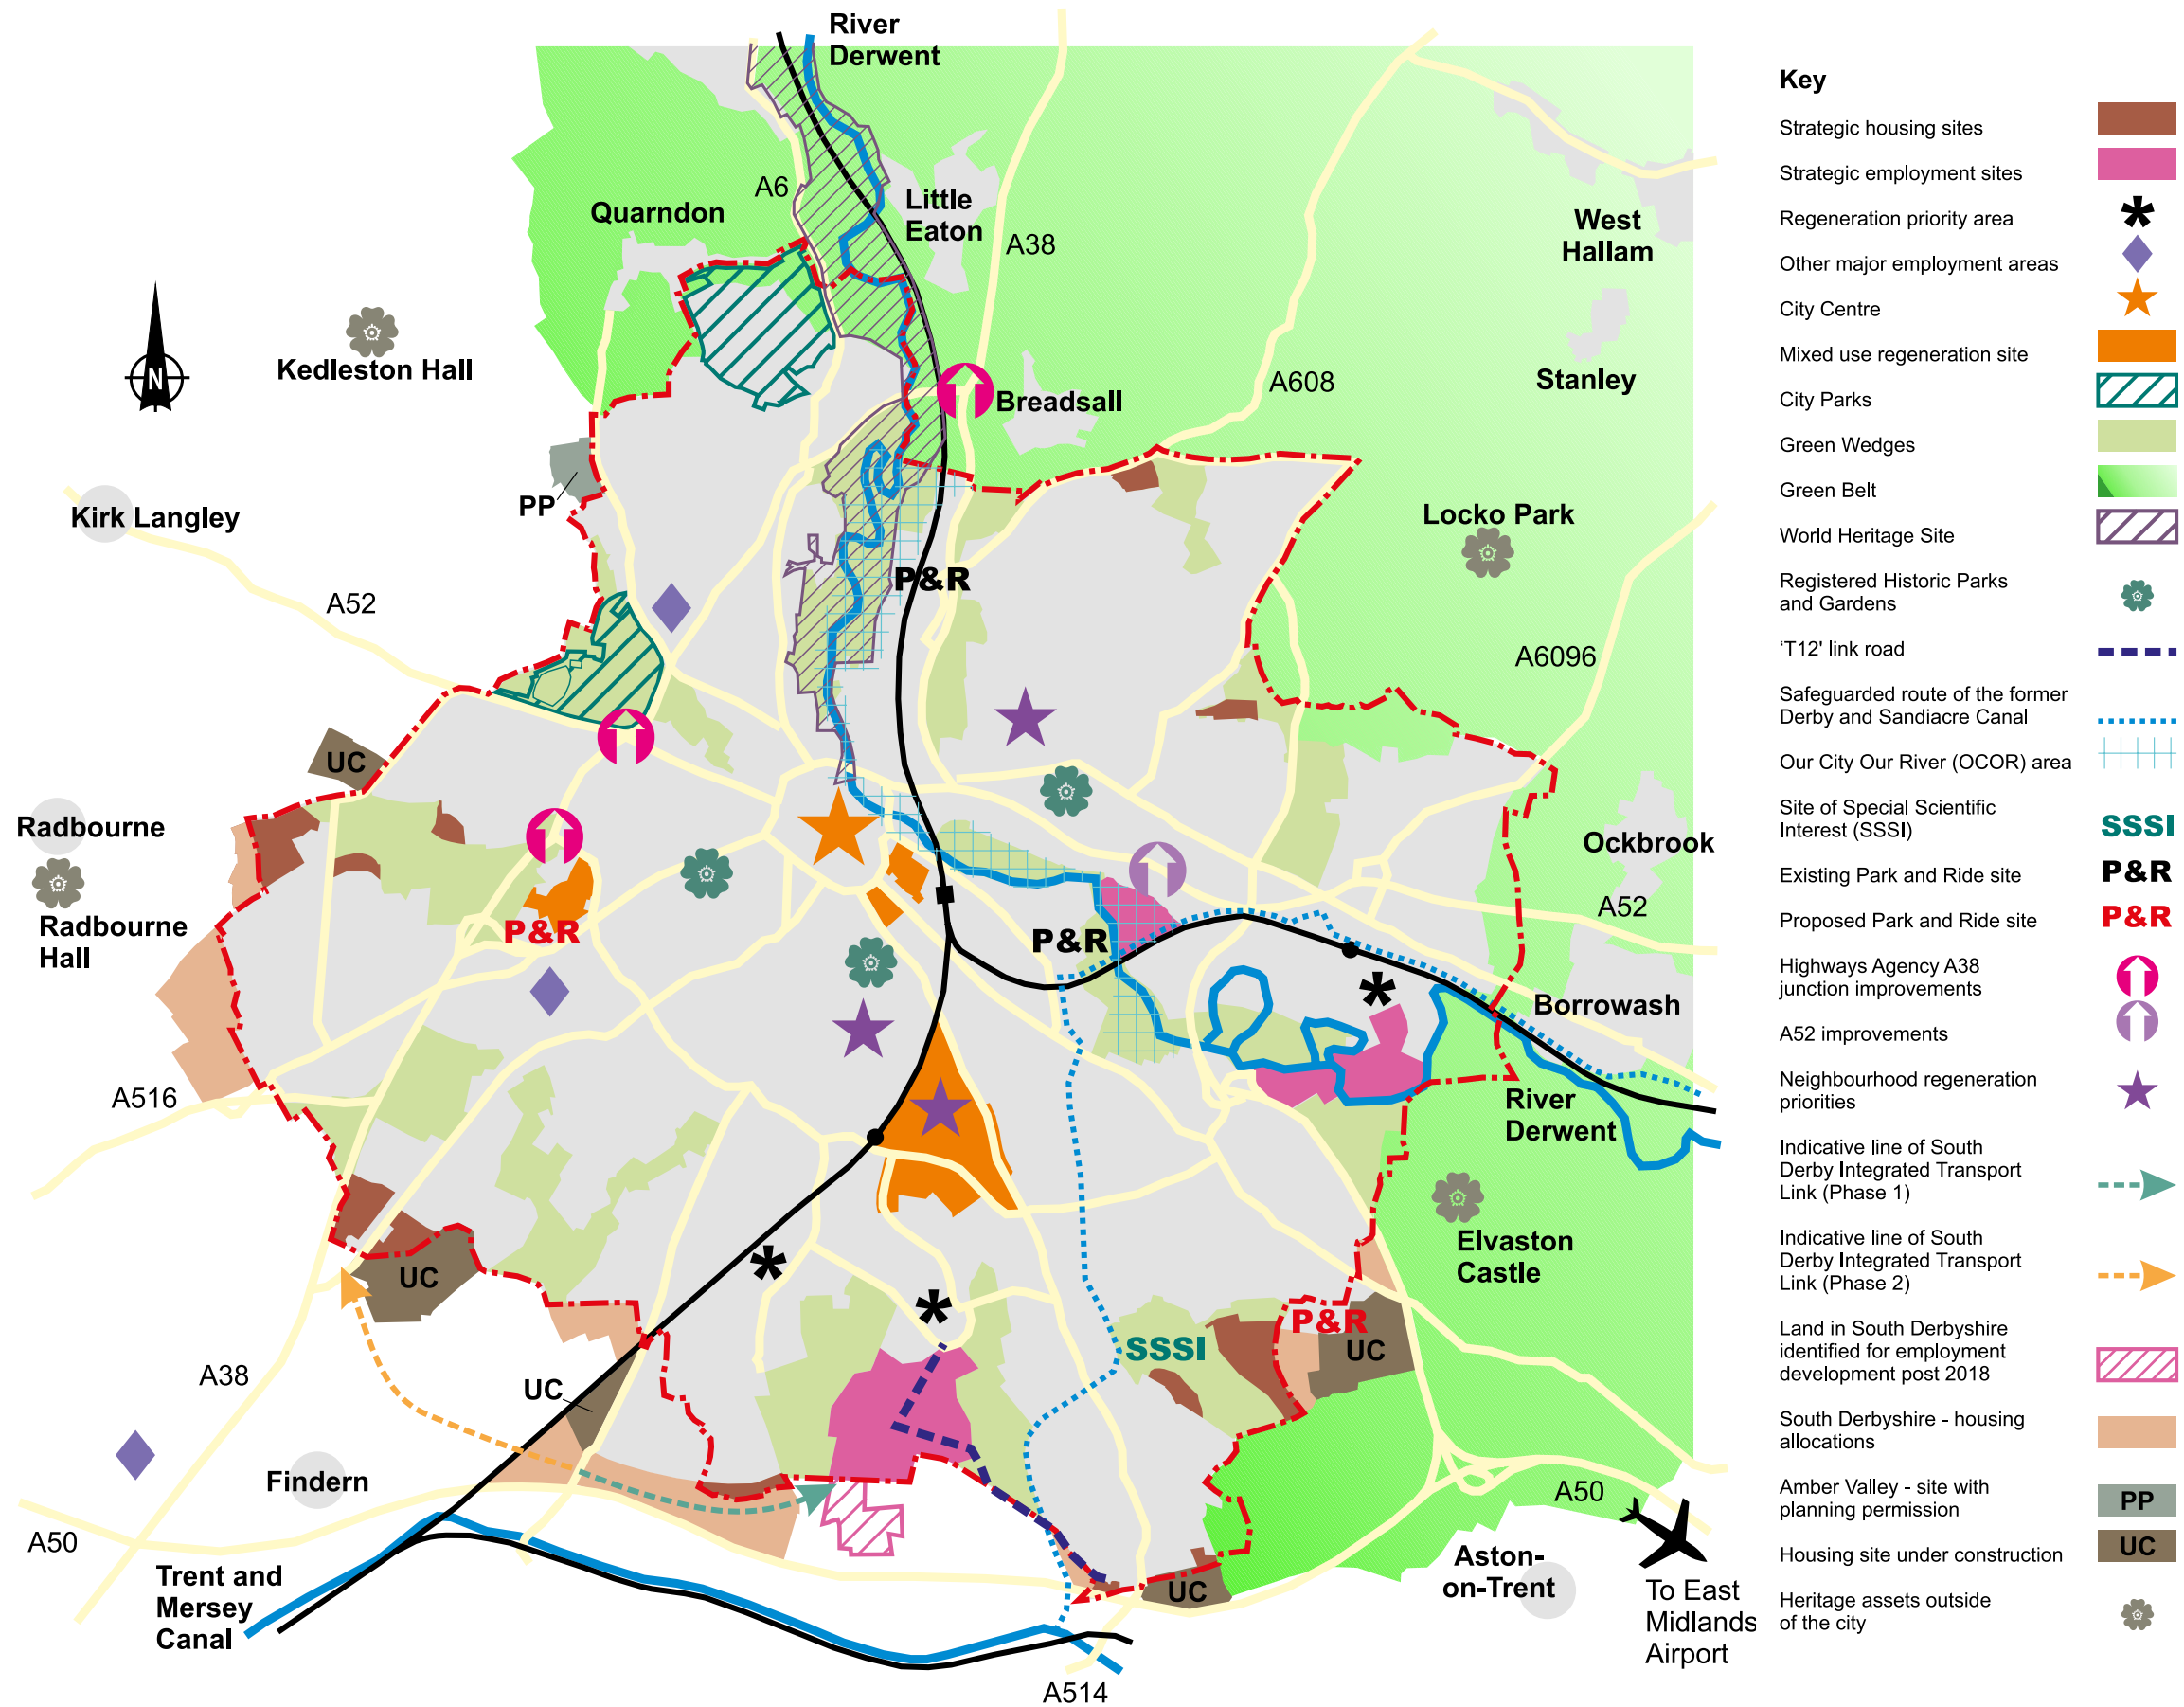 River
Derwent
A6
Quarndon
Little
Eaton
A38
West
Hallam
N
Kedleston Hall
Stanley
A608
Breadsall
PP
Kirk Langley
Locko Park
A52
P&R
A6096
UC
Radbourne
Ockbrook
Radbourne
Hall
P&R
P&R
A52
Borrowash
A516
River
Derwent
Elvaston
Castle
UC
SSSI
P&R
UC
A38
UC
Findern
A50
A50
Trent and
Mersey
Canal
UC
Aston-
on-Trent
To East
Midlands
Airport
A514
Key
Strategic housing sites
Strategic employment sites
Regeneration priority area
Other major employment areas
City Centre
Mixed use regeneration site
City Parks
Green Wedges
Green Belt
World Heritage Site
Registered Historic Parks
and Gardens
‘T12' link road
Safeguarded route of the former
Derby and Sandiacre Canal
Our City Our River (OCOR) area
Site of Special Scientific
Interest (SSSI)
SSSI
Existing Park and Ride site
P&R
Proposed Park and Ride site
P&R
Highways Agency A38
junction improvements
A52 improvements
Neighbourhood regeneration
priorities
Indicative line of South
Derby Integrated Transport
Link (Phase 1)
Indicative line of South
Derby Integrated Transport
Link (Phase 2)
Land in South Derbyshire
identified for employment
development post 2018
South Derbyshire - housing
allocations
Amber Valley - site with
planning permission
PP
Housing site under construction
UC
Heritage assets outside
of the city